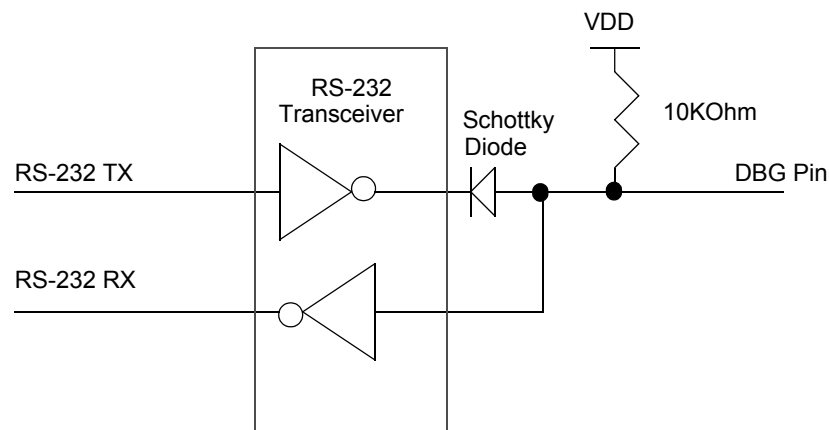 VDD
RS-232
Transceiver
Schottky
Diode
10KOhm
RS-232 TX
DBG Pin
RS-232 RX